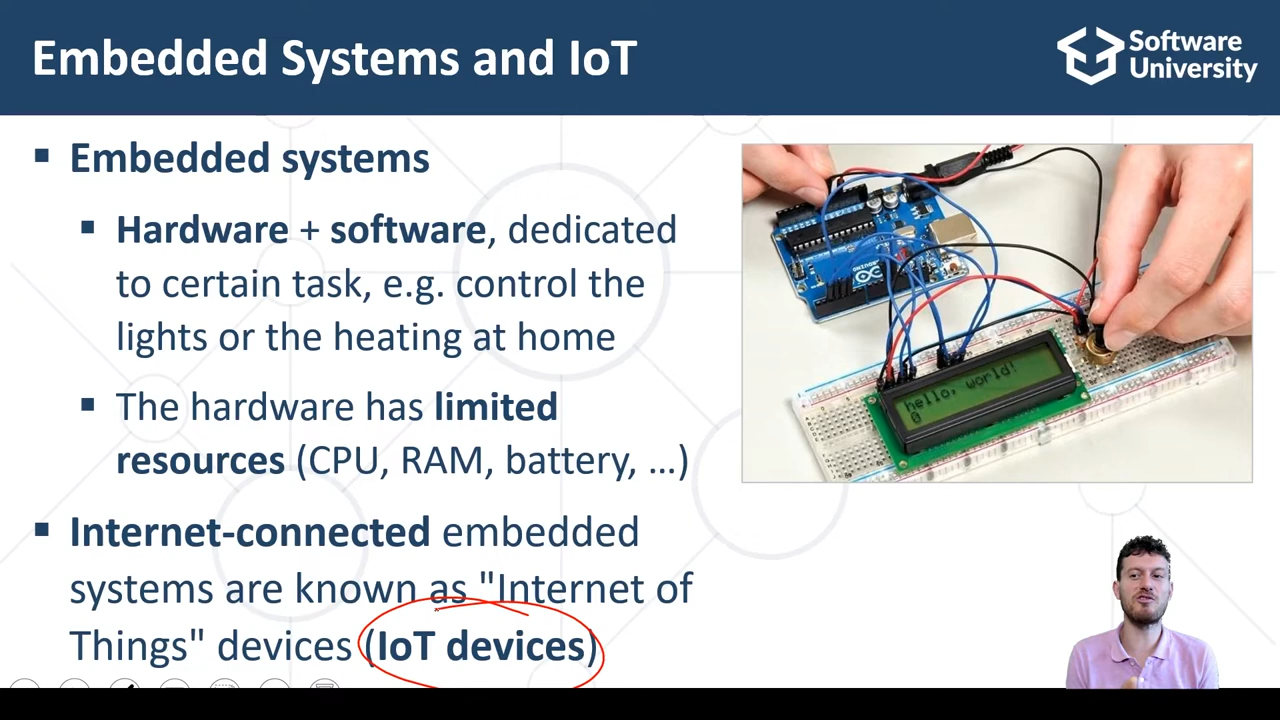 Embedded Systems and IoT
Software
University
Embedded systems
Hardware + software, dedicated
to certain task, e.g. control the
lights or the heating at home
The hardware has limited
resources (CPU, RAM, battery, ...)
Internet-connected embedded
systems are known as "Internet of
Things" devices (IoT devices)
ARDUINO
hello, world!
0